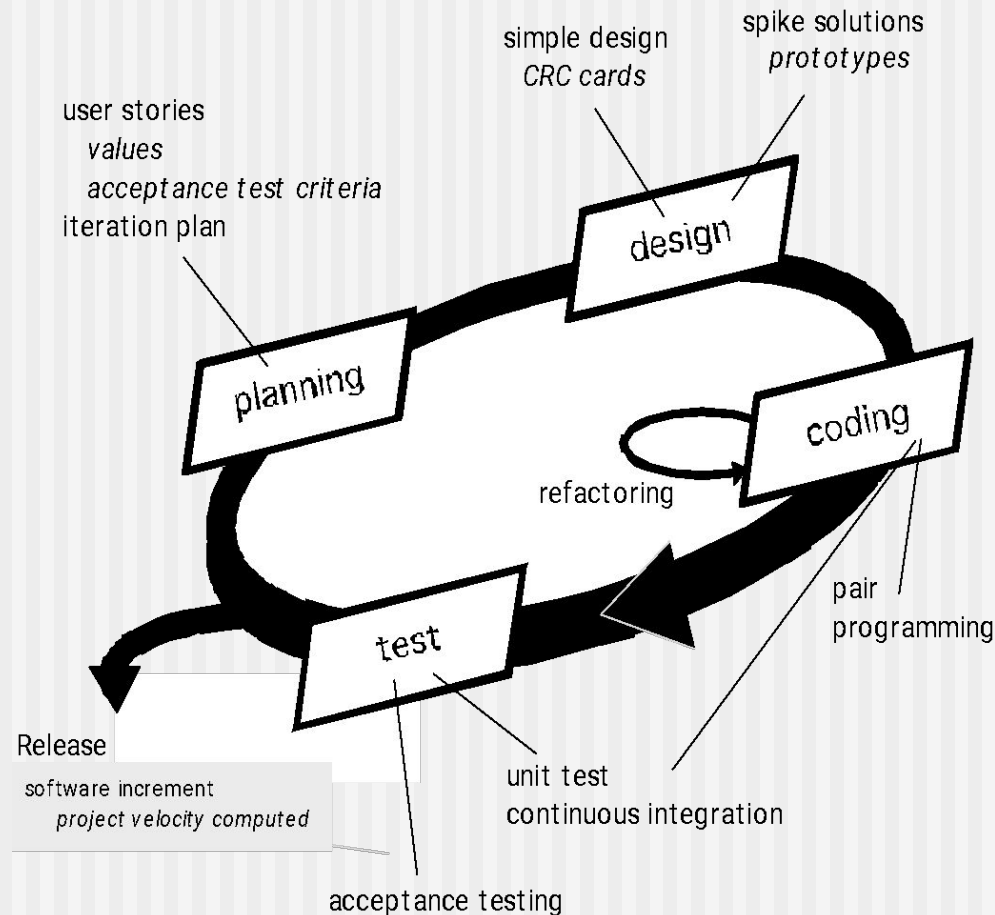 simple design
CRC cards
spike solutions
prototypes
user stories
values
acceptance test criteria
iteration plan
design
planning
coding
refactoring
pair
programming
test
Release
software increment
project velocity computed
unit test
continuous integration
acceptance testing